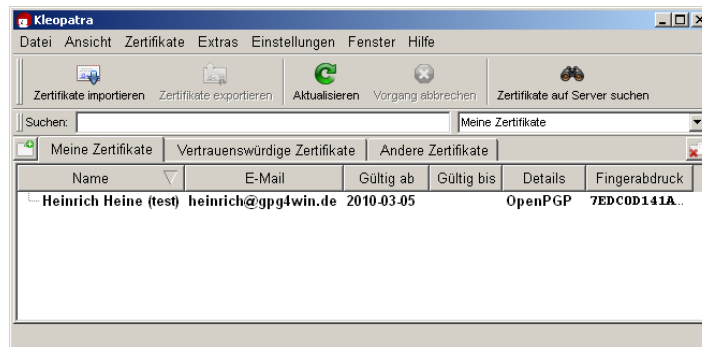 Kleopatra
Datei Ansicht Zertifikate Extras Einstellungen Fenster Hilfe
Zertifikate importieren Zertifikate exportieren Aktualisieren Vorgang abbrechen Zertifikate auf Server suchen
Suchen: Meine Zertifikate
Meine Zertifikate Vertrauenswürdige Zertifikate Andere Zertifikate
Name E-Mail Gültig ab Gültig bis Details Fingerabdruck
Heinrich Heine (test) heinrich@gpg4win.de 2010-03-05 OpenPGP 7EDC0D141A...